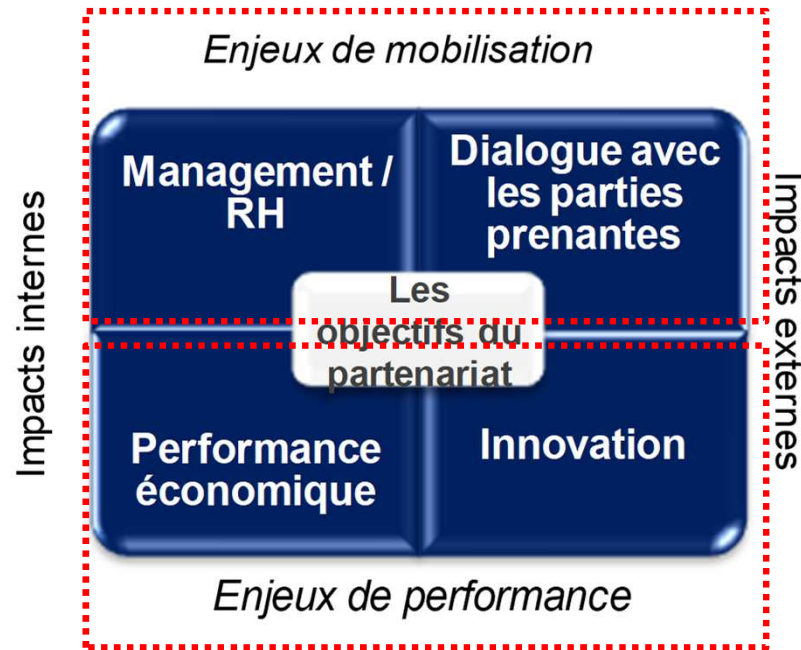 Enjeux de mobilisation
Management /
RH
Dialogue avec
les parties
prenantes
Impacts internes
Impacts externes
Les
objectifs du
partenariat
Performance
économique
Innovation
Enjeux de performance